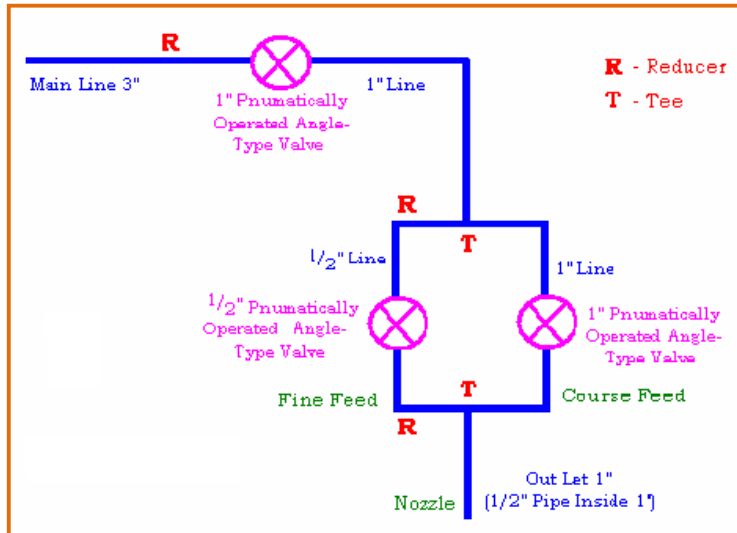 R
Main Line 3"
1" Pnumatically
Operated Angle-
Type Valve
1" Line
R - Reducer
T - Tee
R
T
1/2" Line
1" Line
1/2" Pnumatically
Operated Angle-
Type Valve
1" Pnumatically
Operated Angle-
Type Valve
Fine Feed
T
Course Feed
R
Out Let 1"
Nozzle
(1/2" Pipe Inside 1")